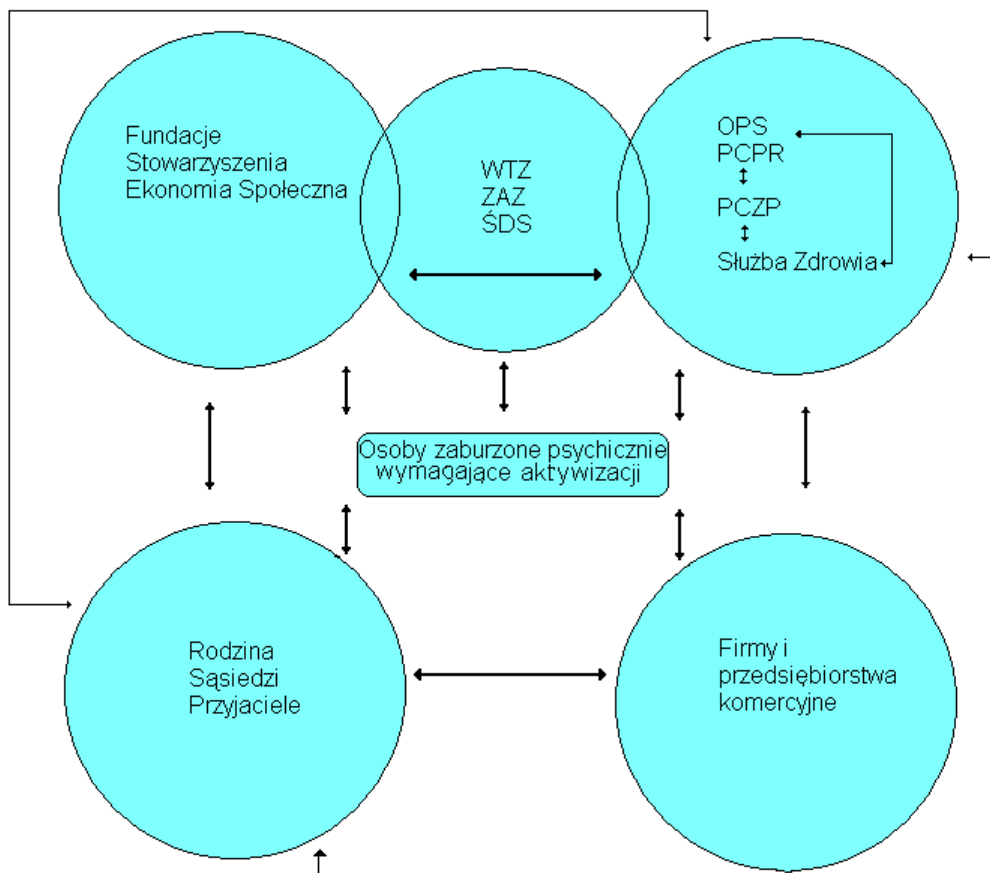 Fundacje
Stowarzyszenia
Ekonomia Społeczna
WTZ
ZAZ
ŚDS
OPS
PCPR
PCZP
Służba Zdrowia
Osoby zaburzone psychicznie
wymagające aktywizacji
Rodzina
Sąsiedzi
Przyjaciele
Firmy i
przedsiębiorstwa
komercyjne